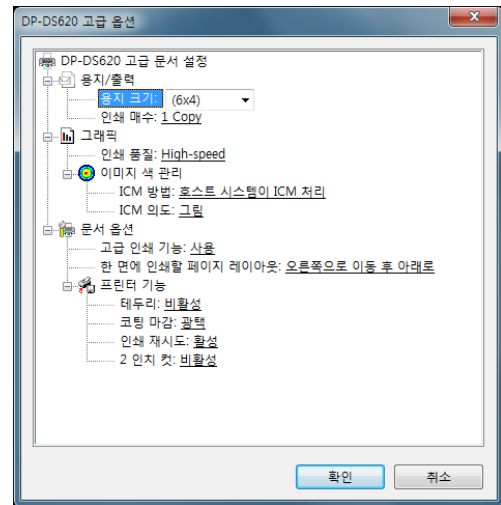 DP-DS620 고급 옵션
DP-DS620 고급 문서 설정
용지/출력
용지 크기: (6x4)
인쇄 매수: 1 Copy
그래픽
인쇄 품질: High-speed
이미지 색 관리
ICM 방법: 호스트 시스템이 ICM 처리
ICM 의도: 그림
문서 옵션
고급 인쇄 기능: 사용
한 면에 인쇄할 페이지 레이아웃: 오른쪽으로 이동 후 아래로
프린터 기능
테두리: 비활성
코팅 마감: 광택
인쇄 재시도: 활성
2 인치 컷: 비활성
확인 취소